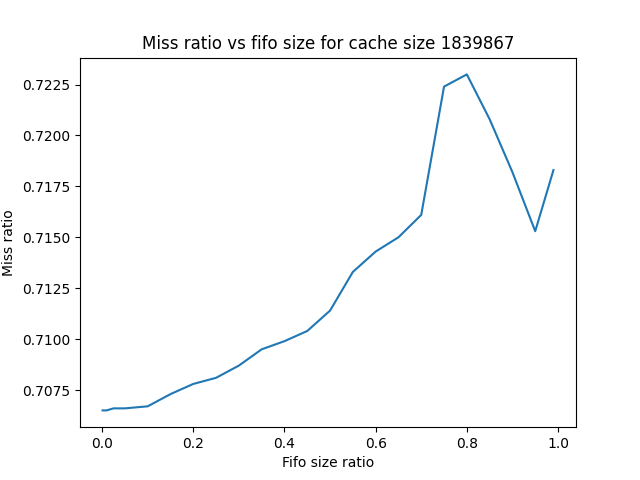 Miss ratio vs fifo size for cache size 1839867
0.7225
0.7200
0.7175
0.7150
0.7125
0.7100
0.7075
Miss ratio
0.0 0.2 0.4 0.6 0.8 1.0
Fifo size ratio